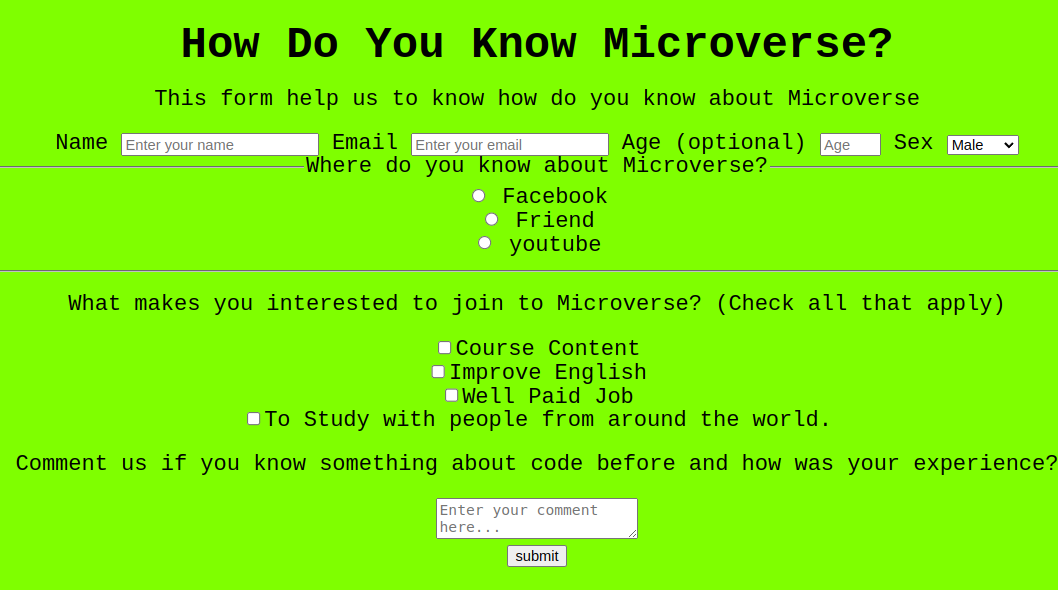 How Do You Know Microverse?
This form help us to know how do you know about Microverse
Name Enter your name Email Enter your email Age (optional) Age Sex Male
Where do you know about Microverse?
Facebook
Friend
youtube
What makes you interested to join to Microverse? (Check all that apply)
Course Content
Improve English
Well Paid Job
To Study with people from around the world.
Comment us if you know something about code before and how was your experience?
Enter your comment
here...
submit